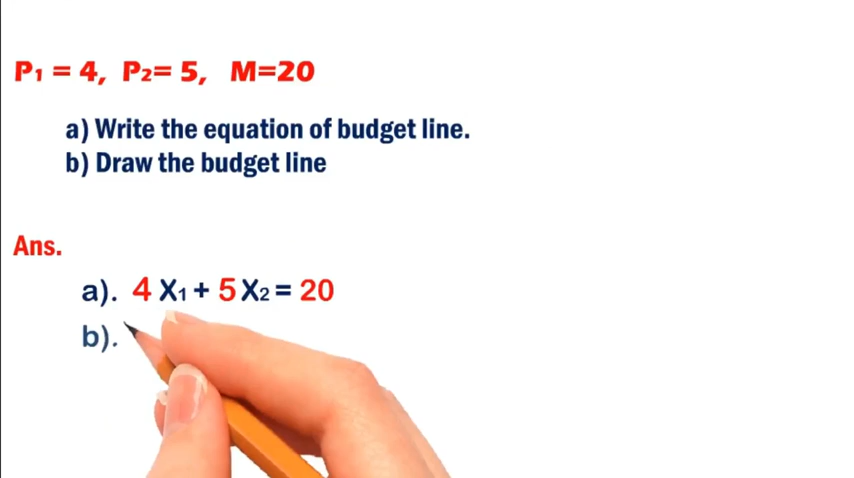 P₁ = 4, P₂= 5, M=20
a) Write the equation of budget line.
b) Draw the budget line
Ans.
a). 4 X₁ + 5 X₂ = 20
b).